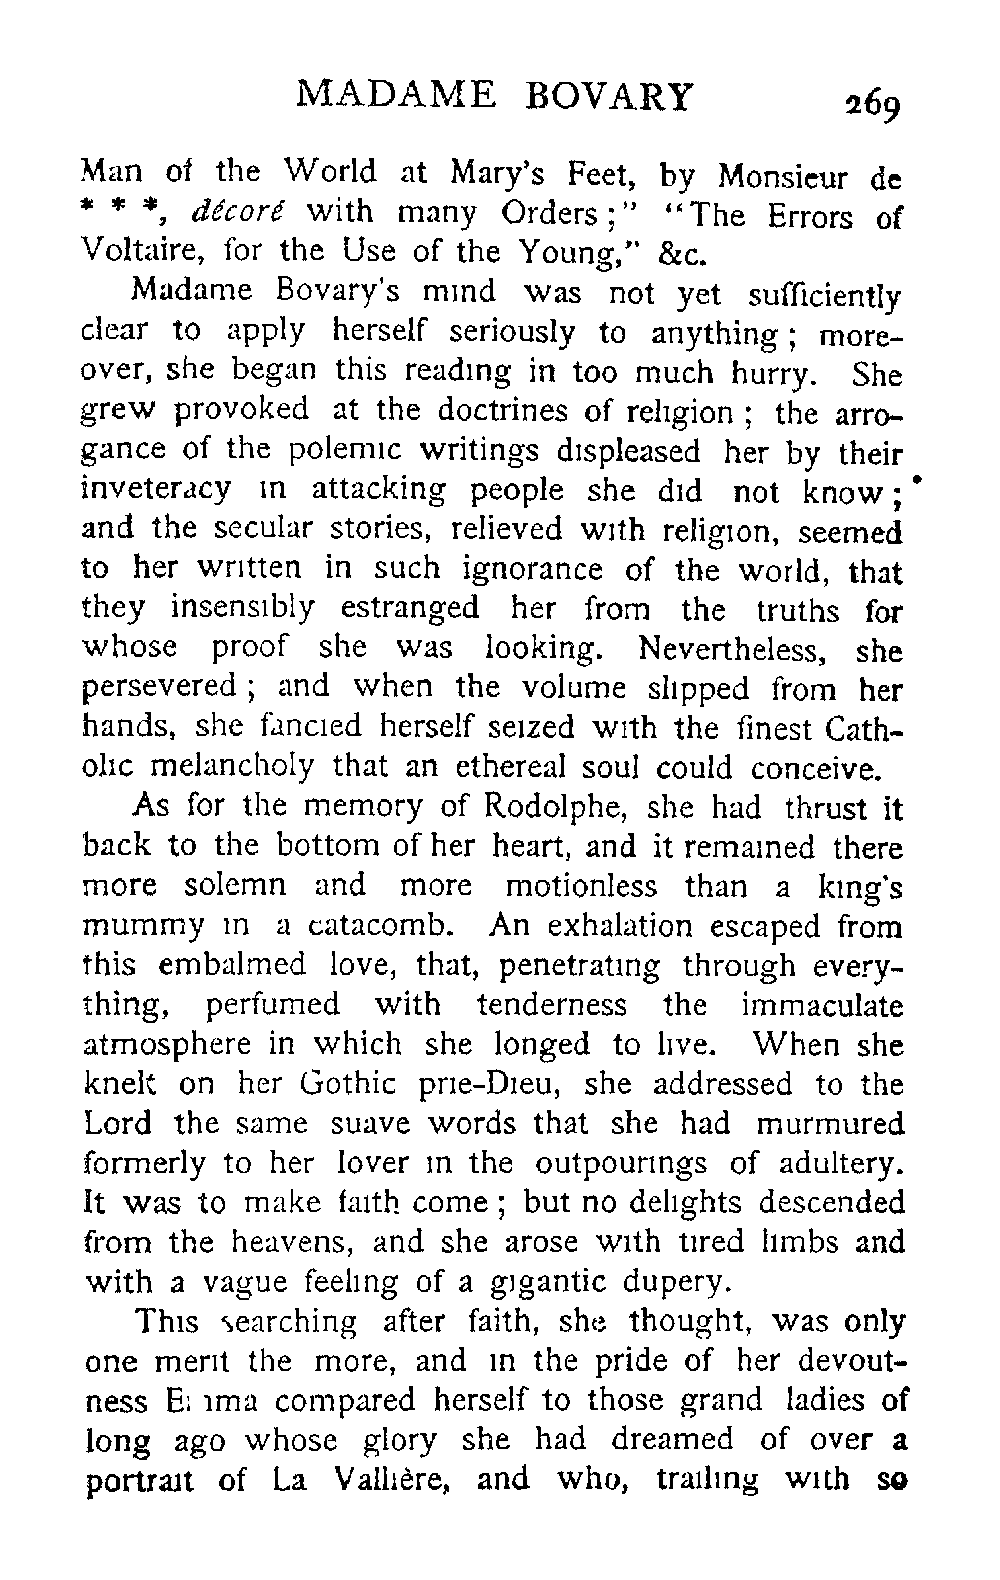 MADAME BOVARY 269
Man of the World at Mary's Feet, by Monsieur de
* * *, décoré with many Orders ;" "The Errors of
Voltaire, for the Use of the Young," &c.
Madame Bovary's mind was not yet sufficiently
clear to apply herself seriously to anything ; more-
over, she began this reading in too much hurry. She
grew provoked at the doctrines of religion ; the arro-
gance of the polemic writings displeased her by their
inveteracy in attacking people she did not know ;
and the secular stories, relieved with religion, seemed
to her written in such ignorance of the world, that
they insensibly estranged her from the truths for
whose proof she was looking. Nevertheless, she
persevered ; and when the volume slipped from her
hands, she fancied herself seized with the finest Cath-
olic melancholy that an ethereal soul could conceive.
As for the memory of Rodolphe, she had thrust it
back to the bottom of her heart, and it remained there
more solemn and more motionless than a king's
mummy in a catacomb. An exhalation escaped from
this embalmed love, that, penetrating through every-
thing, perfumed with tenderness the immaculate
atmosphere in which she longed to live. When she
knelt on her Gothic prie-Dieu, she addressed to the
Lord the same suave words that she had murmured
formerly to her lover in the outpourings of adultery.
It was to make faith come ; but no delights descended
from the heavens, and she arose with tired limbs and
with a vague feeling of a gigantic dupery.
This searching after faith, she thought, was only
one merit the more, and in the pride of her devout-
ness Emma compared herself to those grand ladies of
long ago whose glory she had dreamed of over a
portrait of La Vallière, and who, trailing with so